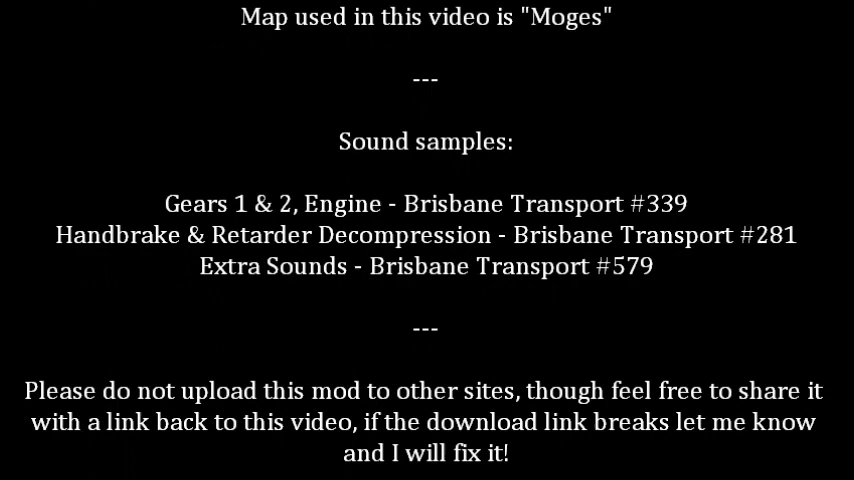 Map used in this video is "Moges"
---
Sound samples:
Gears 1 & 2, Engine - Brisbane Transport #339
Handbrake & Retarder Decompression - Brisbane Transport #281
Extra Sounds - Brisbane Transport #579
---
Please do not upload this mod to other sites, though feel free to share it
with a link back to this video, if the download link breaks let me know
and I will fix it!